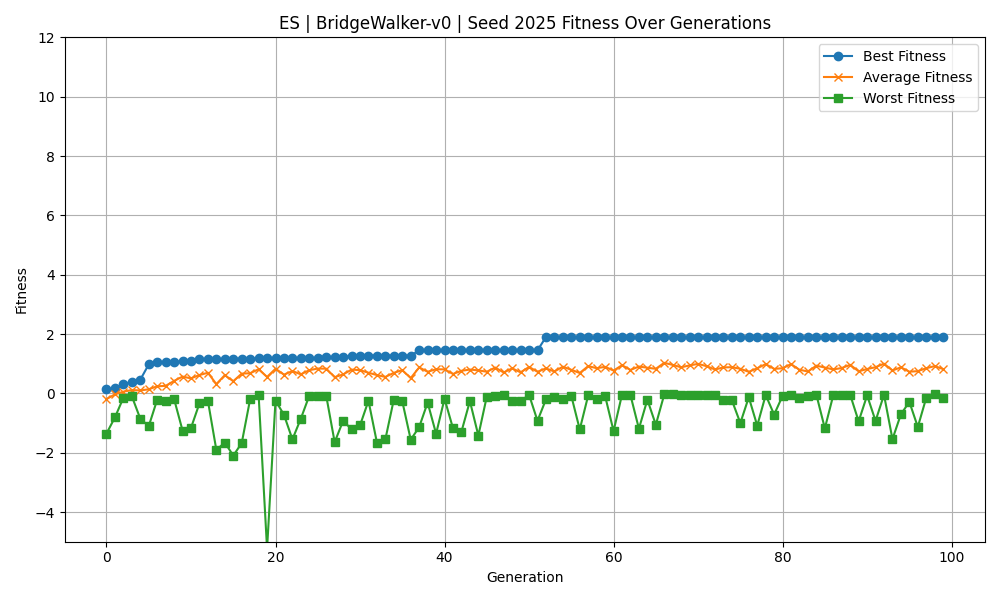 ES | BridgeWalker-v0 | Seed 2025 Fitness Over Generations
Best Fitness
Average Fitness
Worst Fitness
12
10
8
6
4
2
0
−2
−4
Fitness
0
20
40
60
80
100
Generation